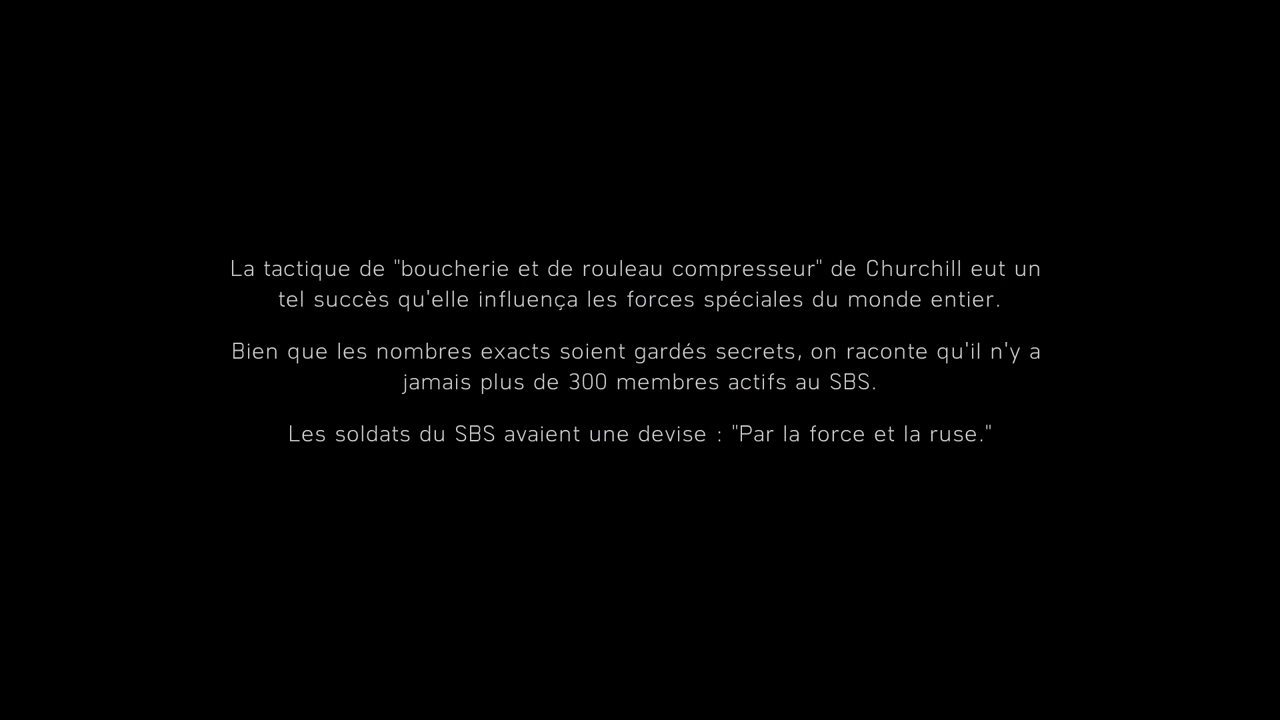 La tactique de "boucherie et de rouleau compresseur" de Churchill eut un
tel succès qu'elle influença les forces spéciales du monde entier.
Bien que les nombres exacts soient gardés secrets, on raconte qu'il n'y a
jamais plus de 300 membres actifs au SBS.
Les soldats du SBS avaient une devise : "Par la force et la ruse."